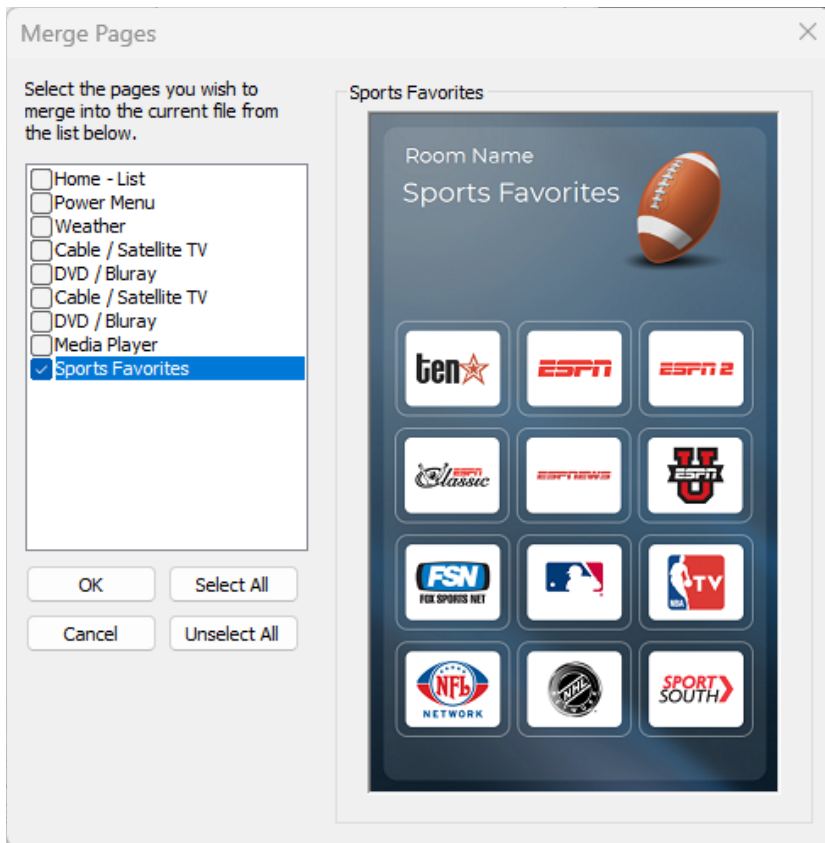 Merge Pages
Select the pages you wish to
merge into the current file from
the list below.
Home - List
Power Menu
Weather
Cable / Satellite TV
DVD / Bluray
Cable / Satellite TV
DVD / Bluray
Media Player
Sports Favorites
OK
Select All
Cancel
Unselect All
Sports Favorites
Room Name
Sports Favorites
ten
ESPN
ESPN 2
ESPN
Classic
ESPNEWS
U
ESPN
FSN
FOX SPORTS NET
NBA
TV
NFL
NETWORK
NHL
NETWORK
SPORT
SOUTH